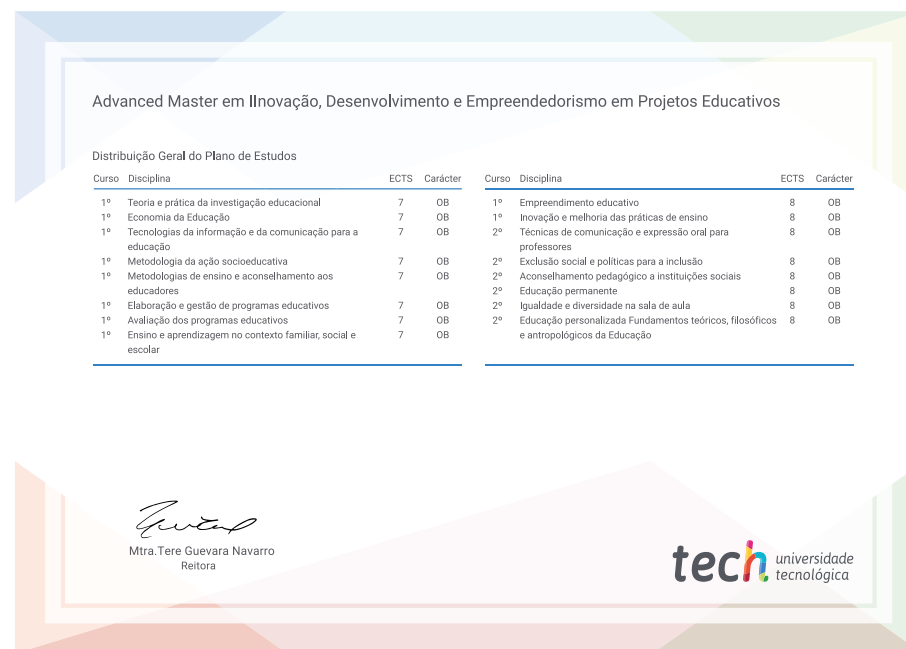 Advanced Master em IInovação, Desenvolvimento e Empreendedorismo em Projetos Educativos
Distribuição Geral do Plano de Estudos
Curso Disciplina ECTS Carácter
1º Teoria e prática da investigação educacional 7 OB
1º Economia da Educação 7 OB
1º Tecnologias da informação e da comunicação para a 7 OB
educação
1º Metodologia da ação socioeducativa 7 OB
1º Metodologias de ensino e aconselhamento aos 7 OB
educadores
1º Elaboração e gestão de programas educativos 7 OB
1º Avaliação dos programas educativos 7 OB
1º Ensino e aprendizagem no contexto familiar, social e 7 OB
escolar
Curso Disciplina ECTS Carácter
1º Empreendimento educativo 8 OB
1º Inovação e melhoria das práticas de ensino 8 OB
2º Técnicas de comunicação e expressão oral para 8 OB
professores
2º Exclusão social e políticas para a inclusão 8 OB
2º Aconselhamento pedagógico a instituições sociais 8 OB
2º Educação permanente 8 OB
2º Igualdade e diversidade na sala de aula 8 OB
2º Educação personalizada Fundamentos teóricos, filosóficos 8 OB
e antropológicos da Educação
Mtra.Tere Guevara Navarro
Reitora
tech universidade
tecnológica